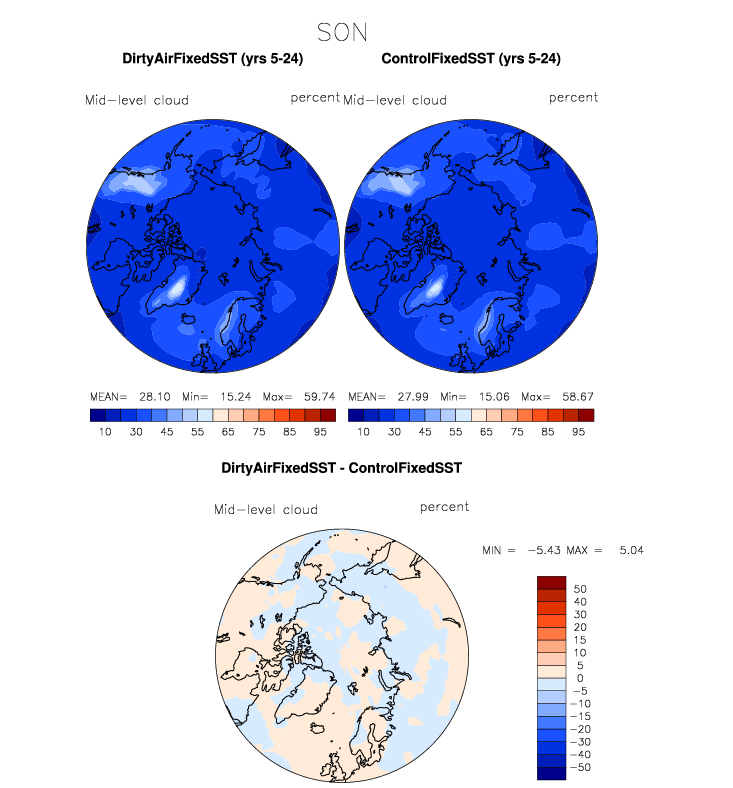 SON
DirtyAirFixedSST (yrs 5-24) ControlFixedSST (yrs 5-24)
Mid-level cloud percent Mid-level cloud percent
MEAN= 28.10 Min= 15.24 Max= 59.74 MEAN= 27.99 Min= 15.06 Max= 58.67
10 30 45 55 65 75 85 95 10 30 45 55 65 75 85 95
DirtyAirFixedSST - ControlFixedSST
Mid-level cloud percent
MIN = -5.43 MAX = 5.04
50
40
30
20
15
10
5
0
-5
-10
-15
-20
-30
-40
-50